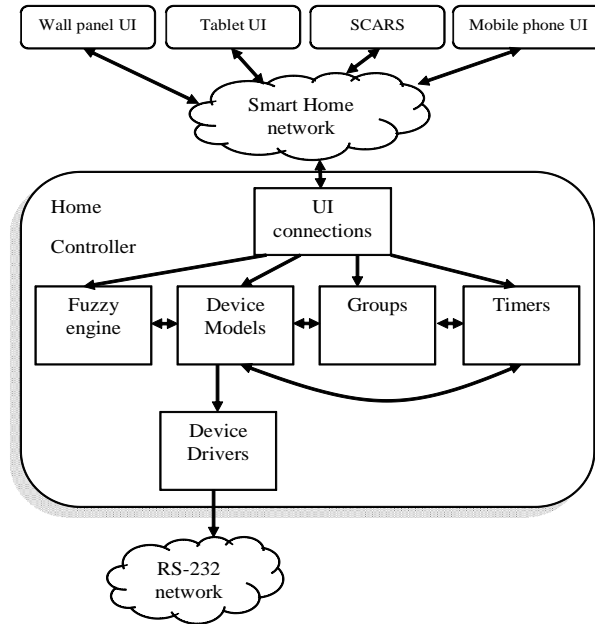 Wall panel UI
Tablet UI
SCARS
Mobile phone UI
Smart Home
network
Home
Controller
UI
connections
Fuzzy
engine
Device
Models
Groups
Timers
Device
Drivers
RS-232
network